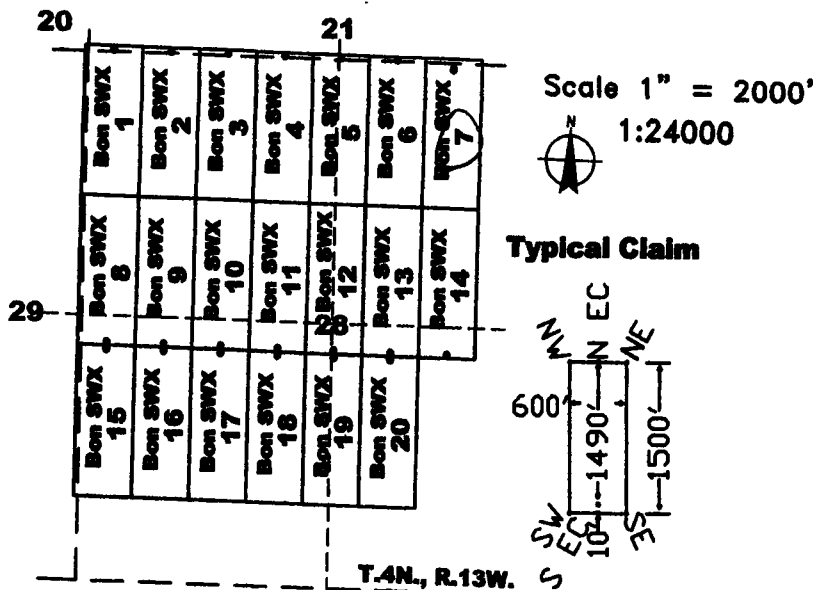 20
21
Bon SWX 1
Bon SWX 2
Bon SWX 3
Bon SWX 4
Bon SWX 5
Bon SWX 6
Bon SWX 7
Scale 1" = 2000'
N
1:24000
Bon SWX 8
Bon SWX 9
Bon SWX 10
Bon SWX 11
Bon SWX 12
Bon SWX 13
Bon SWX 14
Typical Claim
29
28
Bon SWX 15
Bon SWX 16
Bon SWX 17
Bon SWX 18
Bon SWX 19
Bon SWX 20
NW
N EC
NE
600'
1490'
1500'
SW
S EC
10'
SE
T.4N., R.13W.